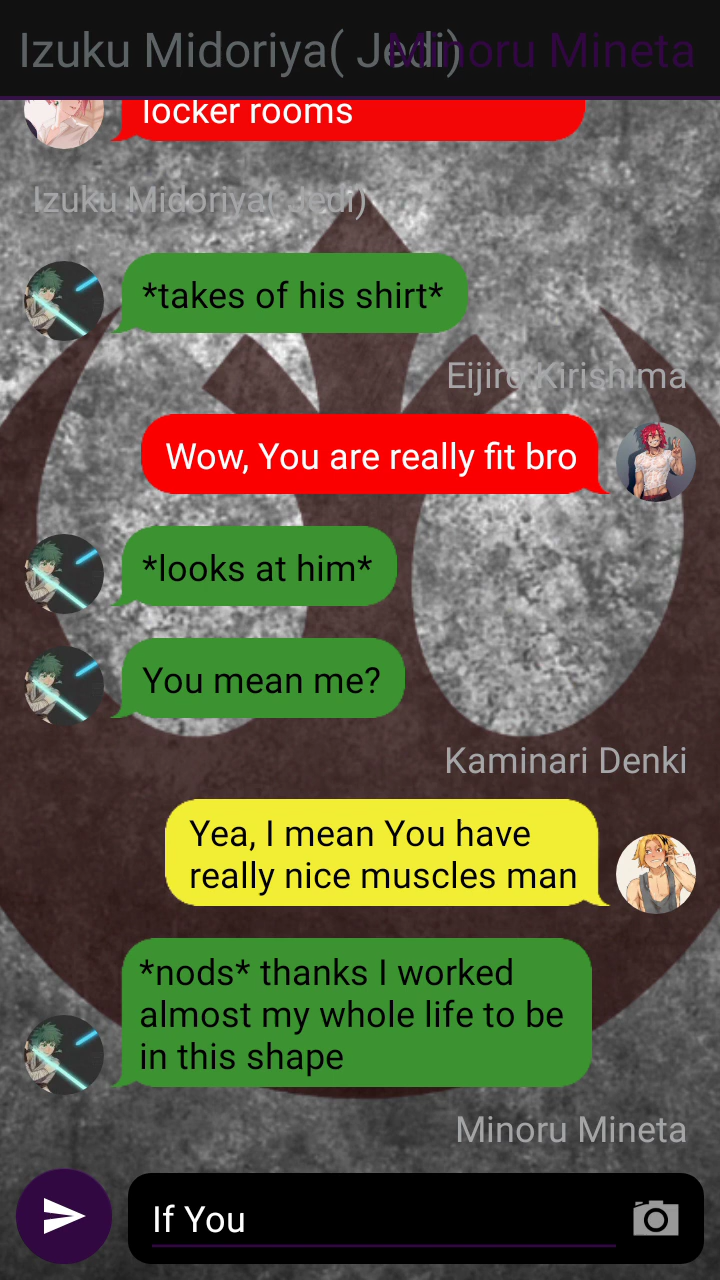 Izuku Midoriya( Jedi)
Minoru Mineta
locker rooms
Izuku Midoriya( Jedi)
*takes of his shirt*
Eijiro Kirishima
Wow, You are really fit bro
*looks at him*
You mean me?
Kaminari Denki
Yea, I mean You have
really nice muscles man
*nods* thanks I worked
almost my whole life to be
in this shape
Minoru Mineta
If You